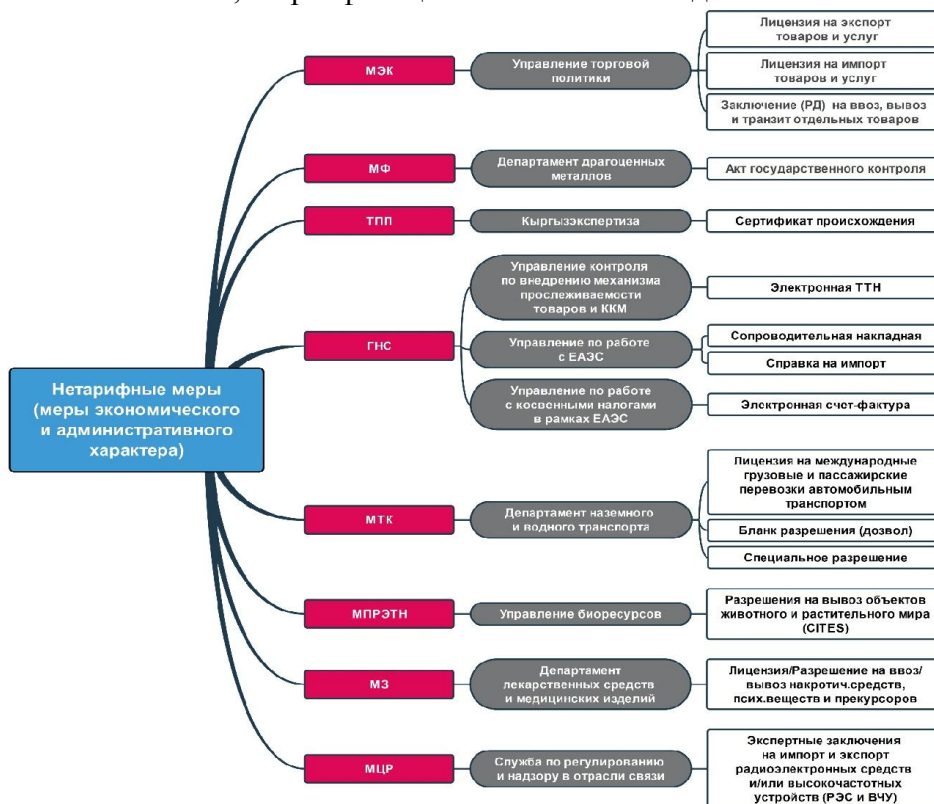 Нетарифные меры
(меры экономического
и административного
характера)
МЭК
Управление торговой
политики
Лицензия на экспорт
товаров и услуг
Лицензия на импорт
товаров и услуг
Заключение (РД) на ввоз, вывоз
и транзит отдельных товаров
МФ
Департамент драгоценных
металлов
Акт государственного контроля
ТПП
Кыргызэкспертиза
Сертификат происхождения
ГНС
Управление контроля
по внедрению механизма
прослеживаемости
товаров и ККМ
Электронная ТТН
Управление по работе
с ЕАЭС
Сопроводительная накладная
Справка на импорт
Управление по работе
с косвенными налогами
в рамках ЕАЭС
Электронная счет-фактура
МТК
Департамент наземного
и водного транспорта
Лицензия на международные
грузовые и пассажирские
перевозки автомобильным
транспортом
Бланк разрешения (дозвол)
Специальное разрешение
МПРЭТН
Управление биоресурсов
Разрешения на вывоз объектов
животного и растительного мира
(CITES)
МЗ
Департамент
лекарственных средств
и медицинских изделий
Лицензия/Разрешение на ввоз/
вывоз накротич.средств,
псих.веществ и прекурсоров
МЦР
Служба по регулированию
и надзору в отрасли связи
Экспертные заключения
на импорт и экспорт
радиоэлектронных средств
и/или высокочастотных
устройств (РЭС и ВЧУ)